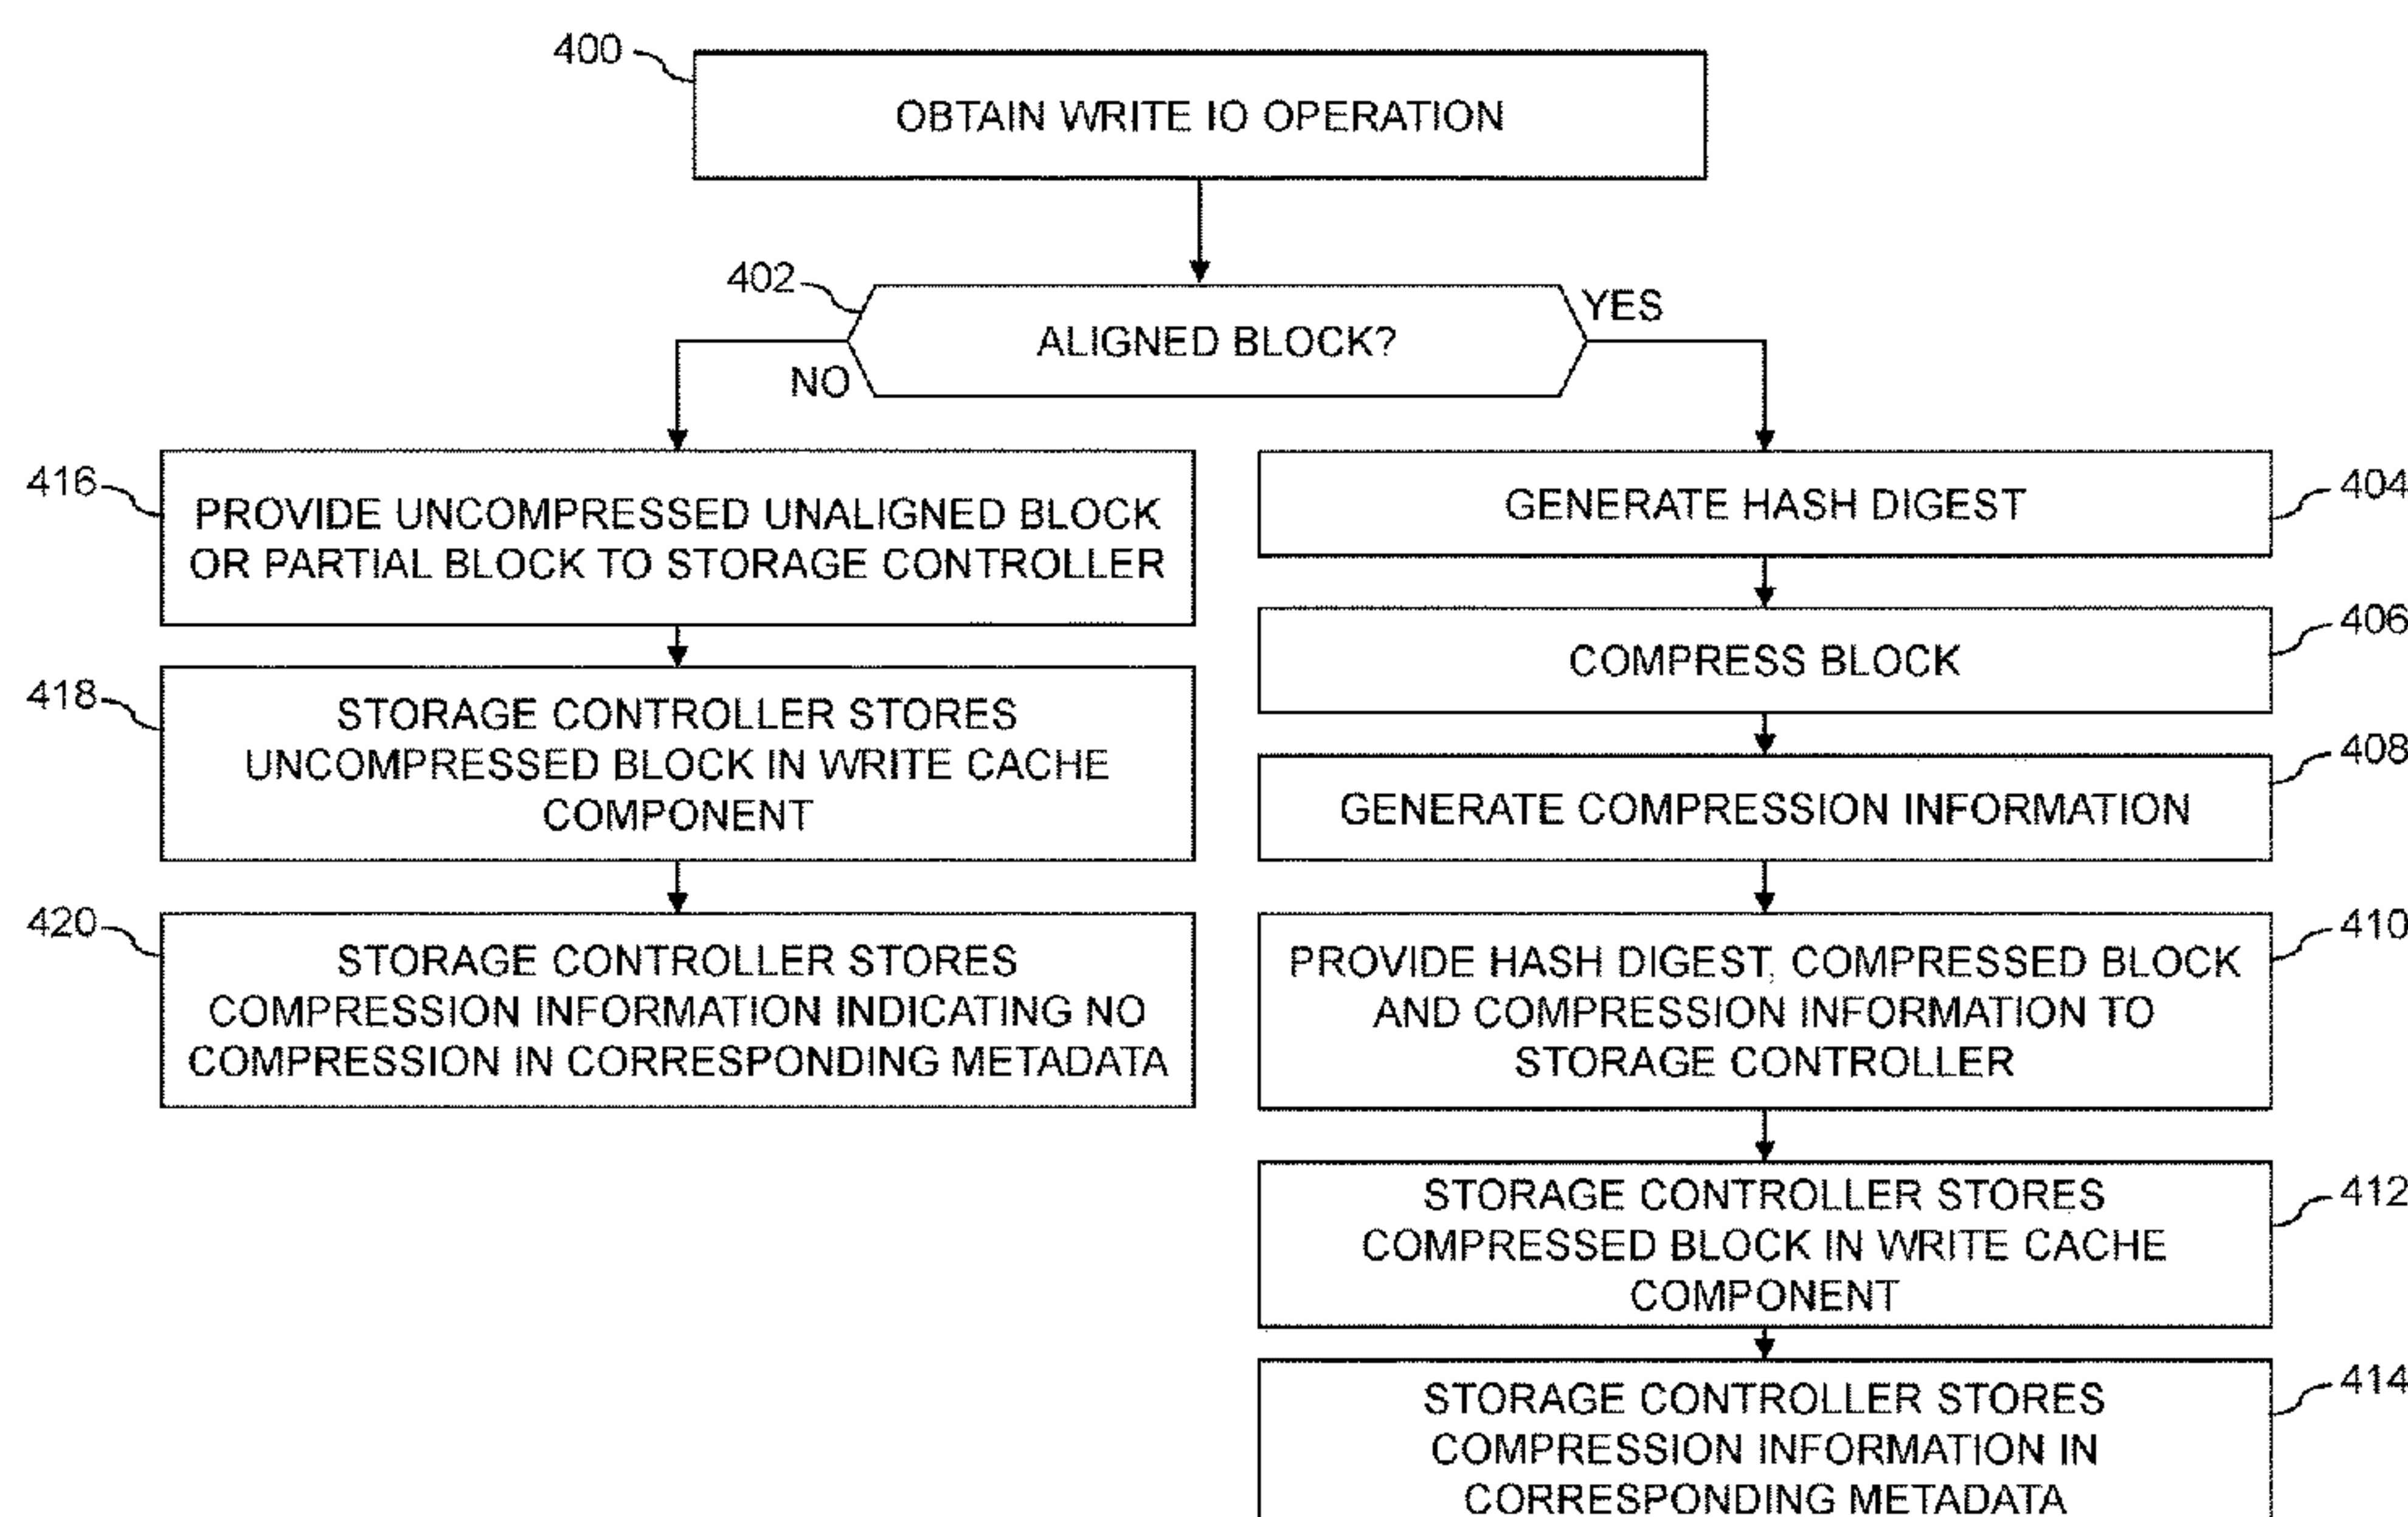 400
OBTAIN WRITE IO OPERATION
402
ALIGNED BLOCK?
YES
NO
416
PROVIDE UNCOMPRESSED UNALIGNED BLOCK
OR PARTIAL BLOCK TO STORAGE CONTROLLER
418
STORAGE CONTROLLER STORES
UNCOMPRESSED BLOCK IN WRITE CACHE
COMPONENT
420
STORAGE CONTROLLER STORES
COMPRESSION INFORMATION INDICATING NO
COMPRESSION IN CORRESPONDING METADATA
GENERATE HASH DIGEST
404
COMPRESS BLOCK
406
GENERATE COMPRESSION INFORMATION
408
PROVIDE HASH DIGEST, COMPRESSED BLOCK
AND COMPRESSION INFORMATION TO
STORAGE CONTROLLER
410
STORAGE CONTROLLER STORES
COMPRESSED BLOCK IN WRITE CACHE
COMPONENT
412
STORAGE CONTROLLER STORES
COMPRESSION INFORMATION IN
CORRESPONDING METADATA
414